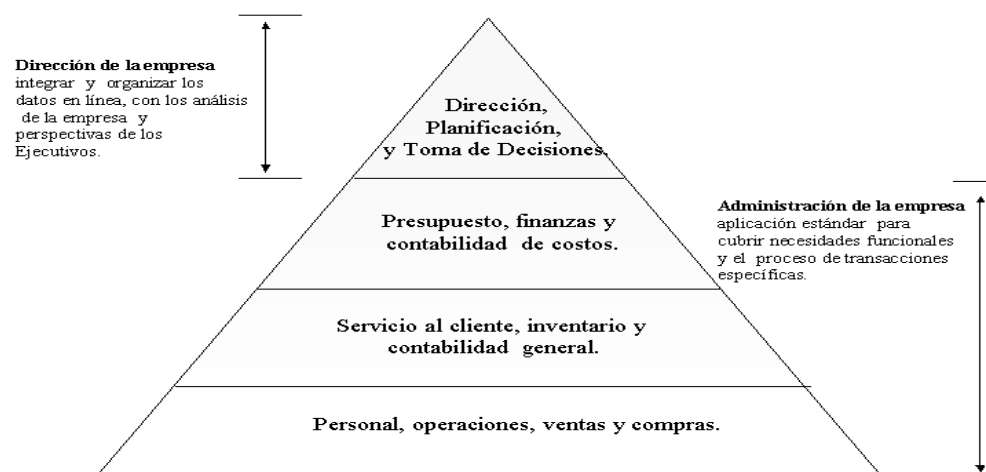 Dirección de la empresa
integrar y organizar los
datos en línea, con los análisis
de la empresa y
perspectivas de los
Ejecutivos.
Dirección,
Planificación,
y Toma de Decisiones.
Presupuesto, finanzas y
contabilidad de costos.
Administración de la empresa
aplicación estándar para
cubrir necesidades funcionales
y el proceso de transacciones
específicas.
Servicio al cliente, inventario y
contabilidad general.
Personal, operaciones, ventas y compras.